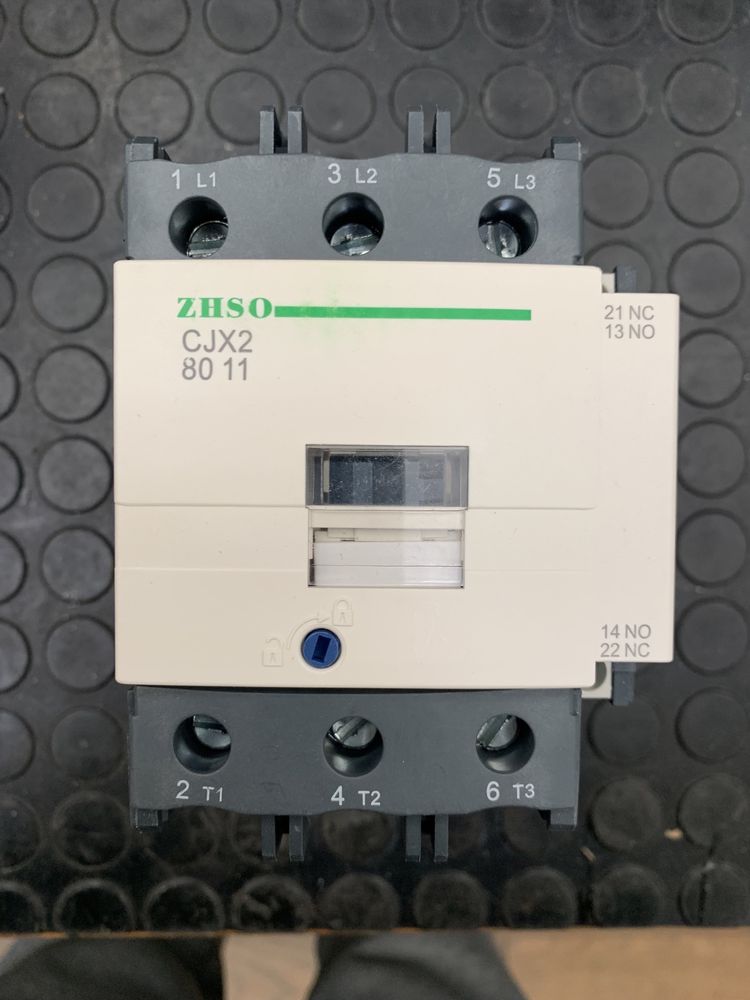 1 L1 3 L2 5 L3
ZHSO
CJX2
80 11
21 NC
13 NO
14 NO
22 NC
2 T1 4 T2 6 T3